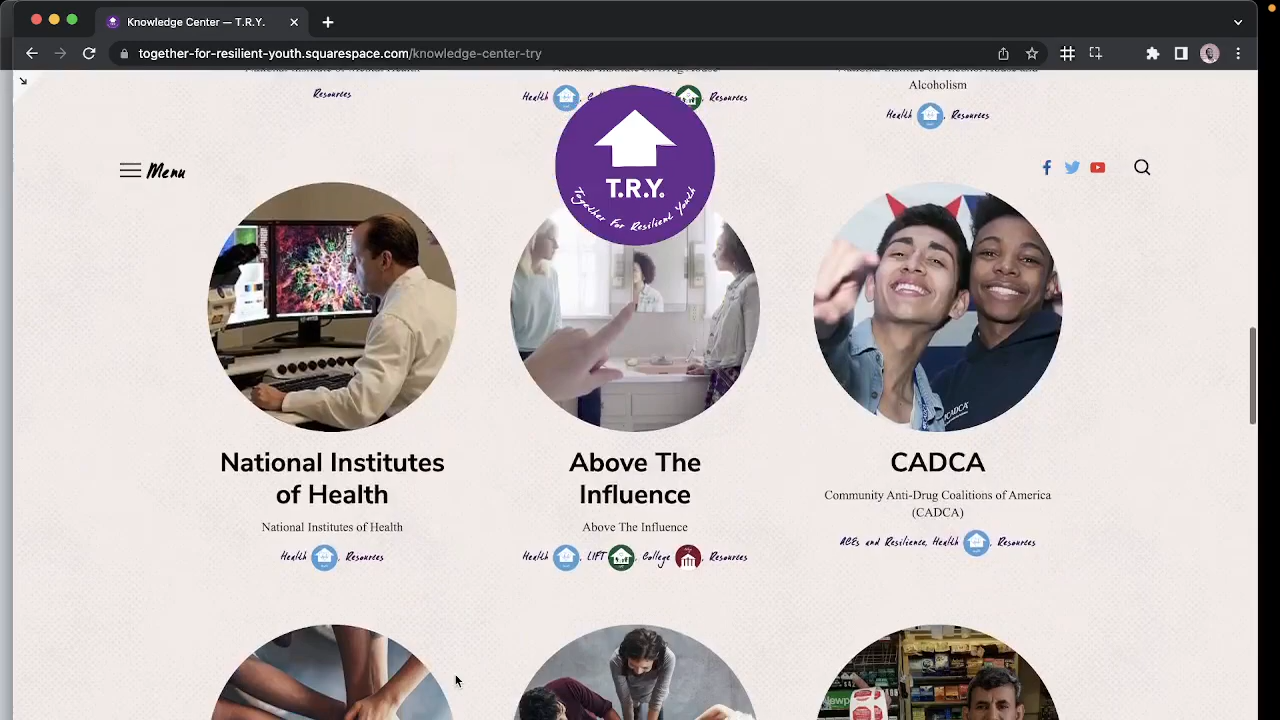 Knowledge Center — T.R.Y.
together-for-resilient-youth.squarespace.com/knowledge-center-try
Resources
Health
Resources
Alcoholism
Health , Resources
Menu
T.R.Y.
Together For Resilient Youth
National Institutes
of Health
National Institutes of Health
Health , Resources
Above The
Influence
Above The Influence
Health , LIFT , College , Resources
CADCA
Community Anti-Drug Coalitions of America
(CADCA)
ACEs and Resilience, Health , Resources
CADCA